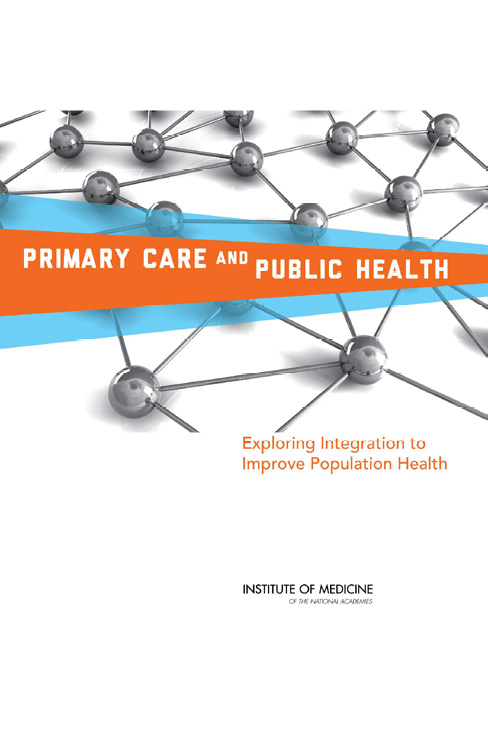 PRIMARY CARE AND PUBLIC HEALTH
Exploring Integration to
Improve Population Health
INSTITUTE OF MEDICINE
OF THE NATIONAL ACADEMIES